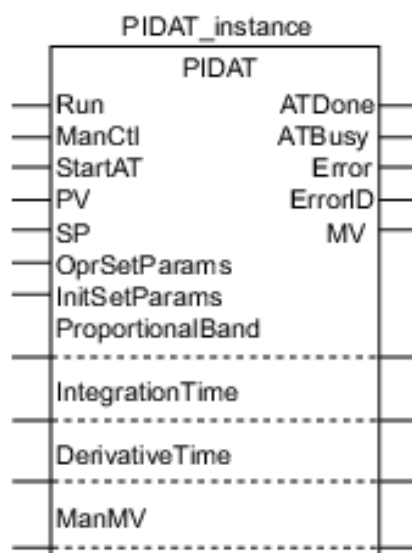 PIDAT_instance
PIDAT
Run ATDone
ManCtl ATBusy
StartAT Error
PV ErrorID
SP MV
OprSetParams
InitSetParams
ProportionalBand
IntegrationTime
DerivativeTime
ManMV